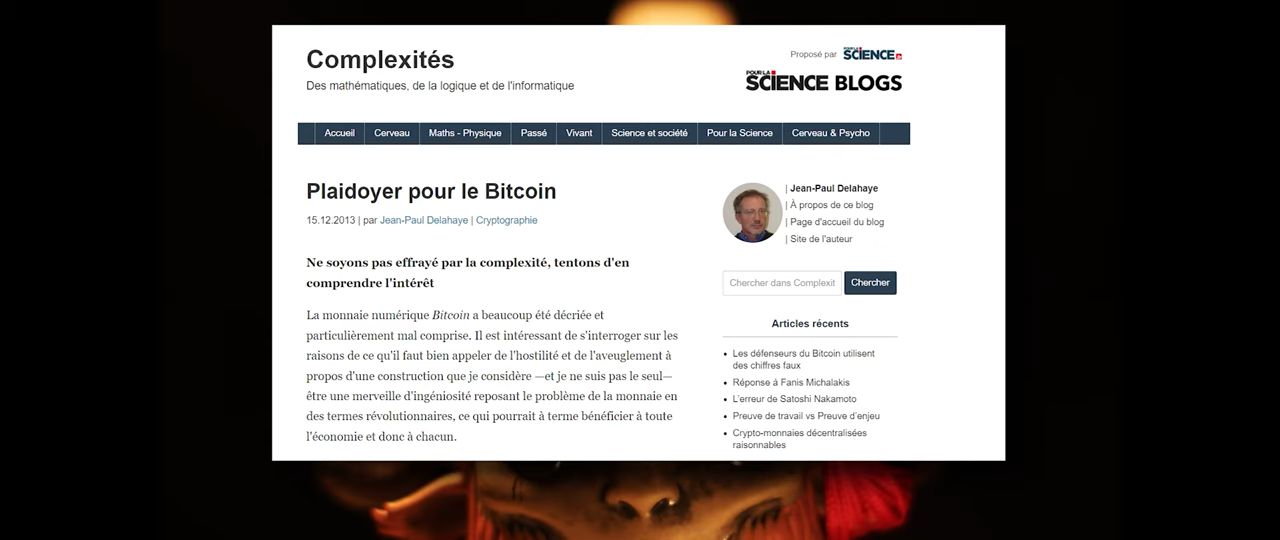 Complexités
Des mathématiques, de la logique et de l'informatique
Proposé par POUR LA SCIENCE
POUR LA SCIENCE BLOGS
Accueil Cerveau Maths - Physique Passé Vivant Science et société Pour la Science Cerveau & Psycho
Plaidoyer pour le Bitcoin
15.12.2013 | par Jean-Paul Delahaye | Cryptographie
Ne soyons pas effrayé par la complexité, tentons d'en
comprendre l'intérêt
La monnaie numérique Bitcoin a beaucoup été décriée et
particulièrement mal comprise. Il est intéressant de s'interroger sur les
raisons de ce qu'il faut bien appeler de l'hostilité et de l'aveuglement à
propos d'une construction que je considère —et je ne suis pas le seul—
être une merveille d'ingéniosité reposant le problème de la monnaie en
des termes révolutionnaires, ce qui pourrait à terme bénéficier à toute
l'économie et donc à chacun.
| Jean-Paul Delahaye
| À propos de ce blog
| Page d'accueil du blog
| Site de l'auteur
Chercher dans Complexit Chercher
Articles récents
Les défenseurs du Bitcoin utilisent
des chiffres faux
Réponse à Fanis Michalakis
L'erreur de Satoshi Nakamoto
Preuve de travail vs Preuve d'enjeu
Crypto-monnaies décentralisées
raisonnables